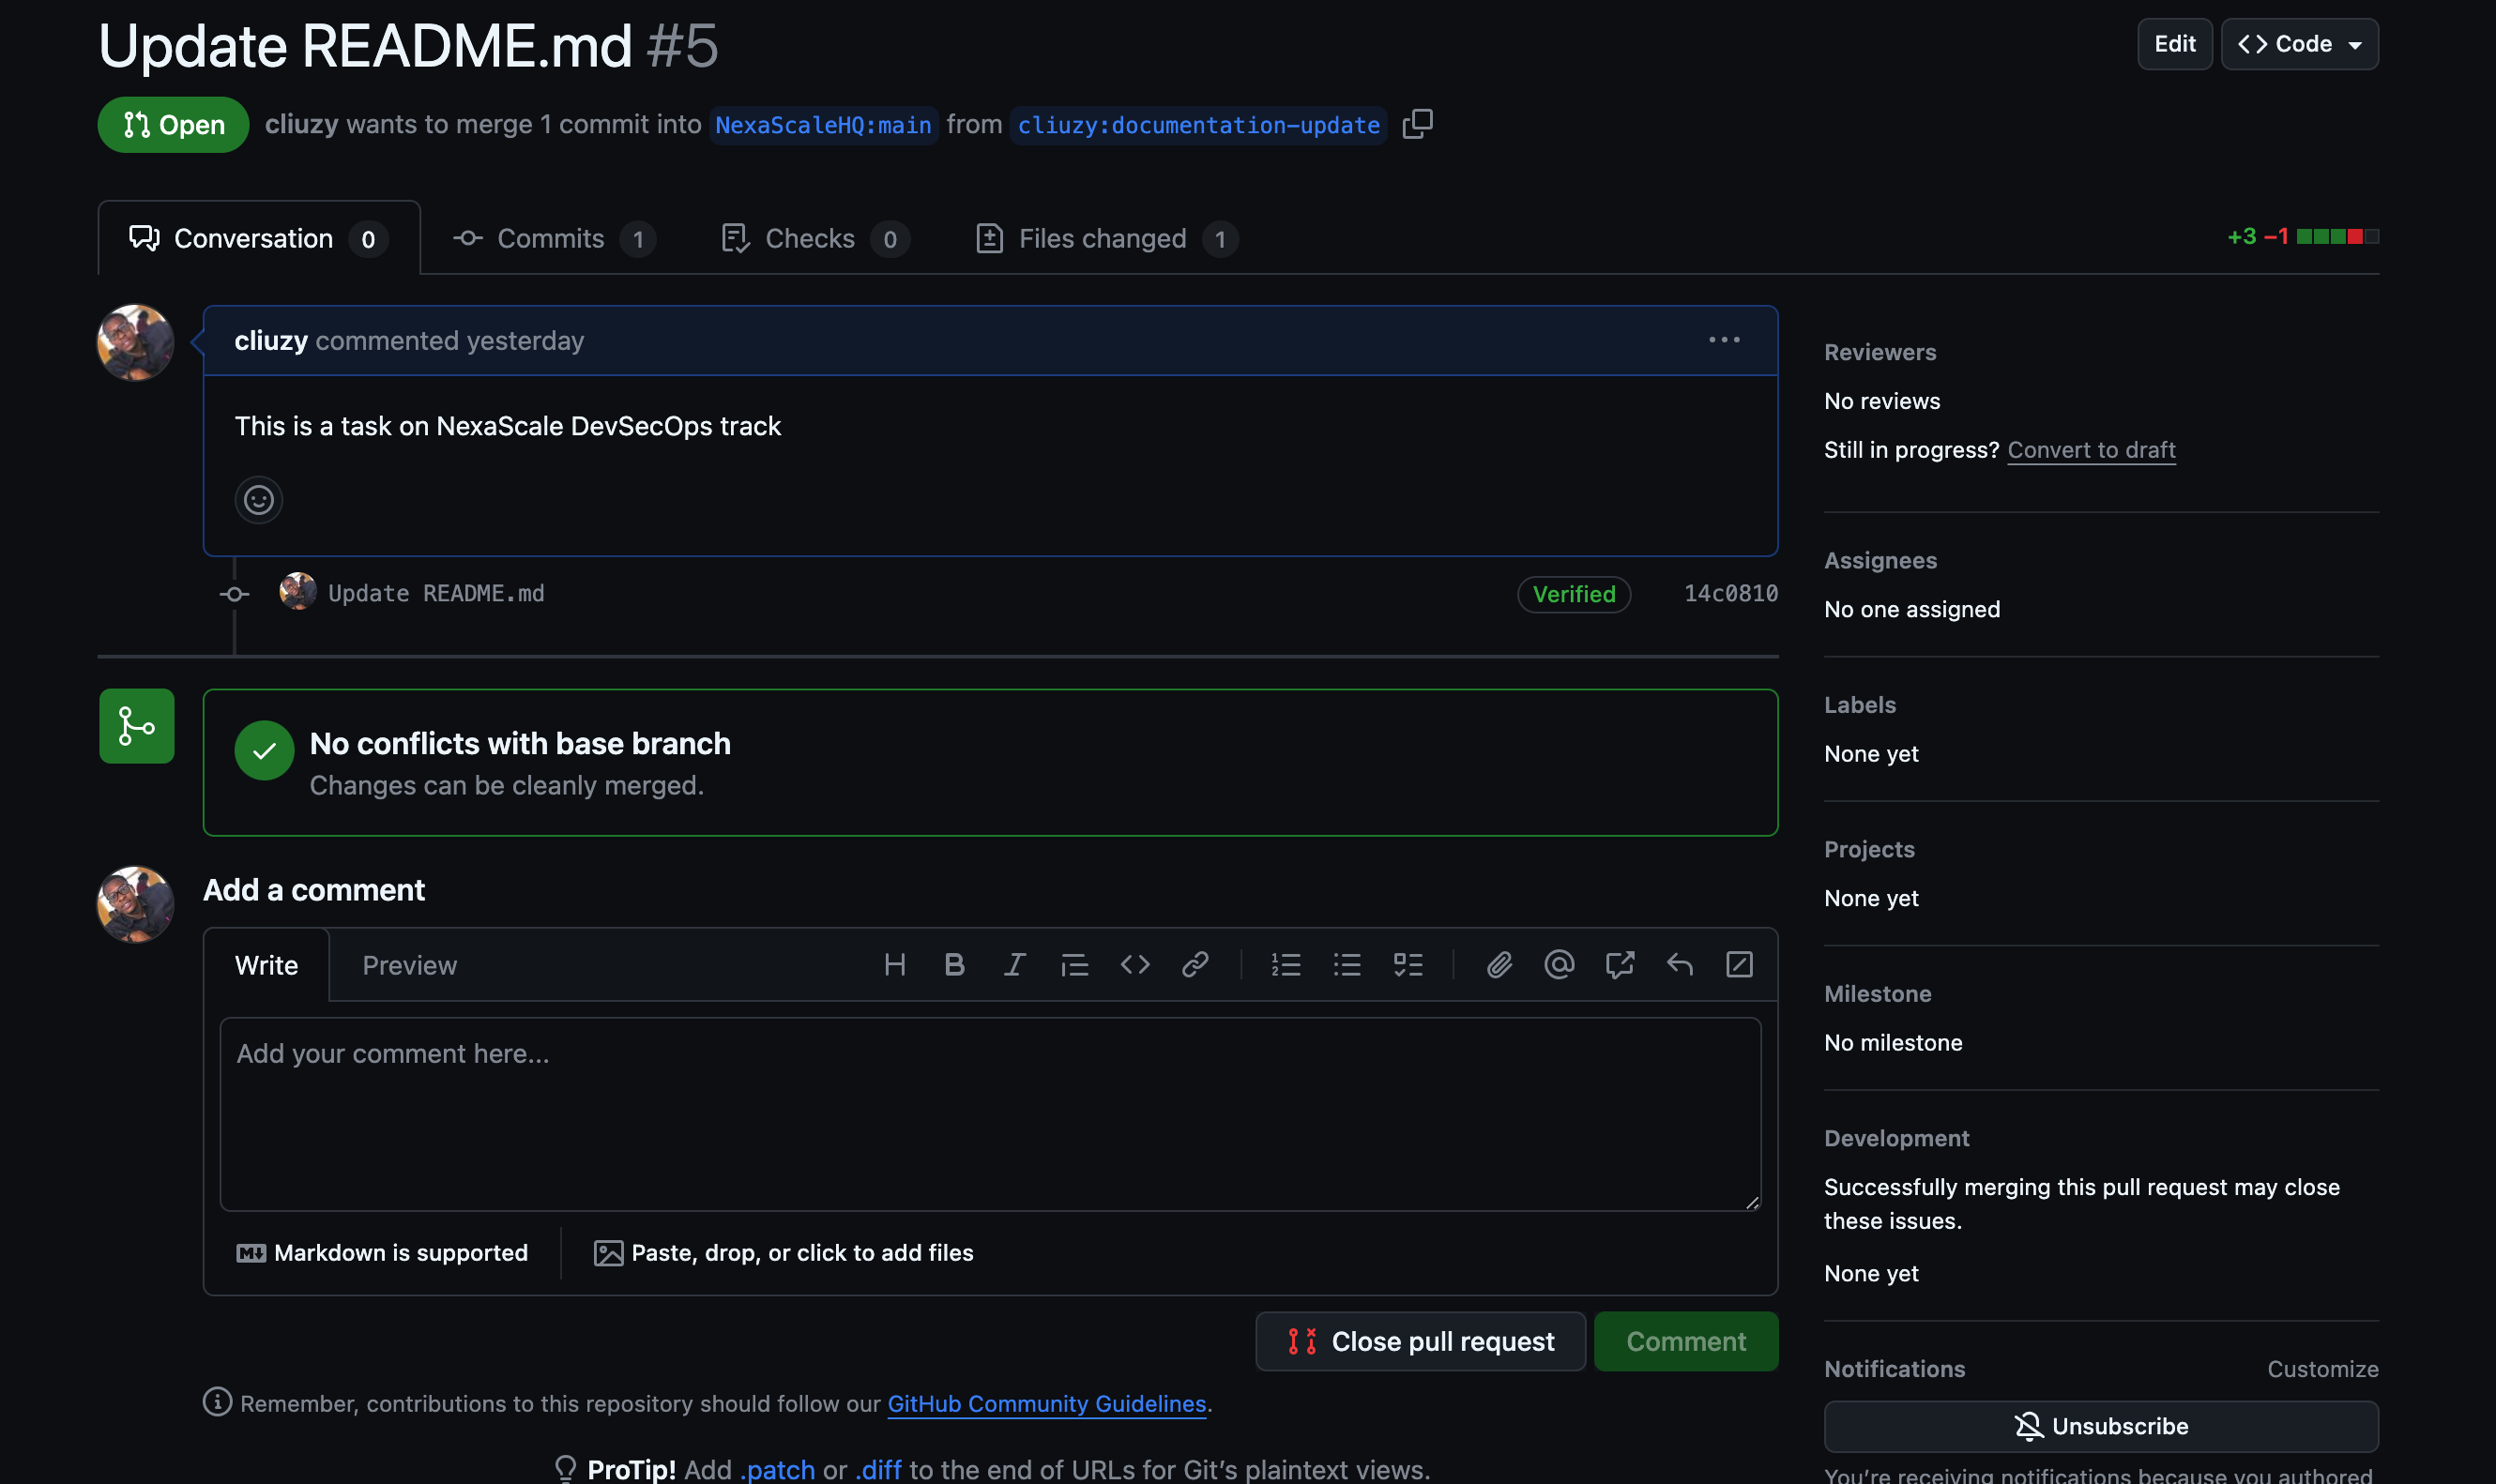 Update README.md #5
Edit
Code
Open
cliuzy wants to merge 1 commit into NexaScaleHQ:main from cliuzy:documentation-update
Conversation 0
Commits 1
Checks 0
Files changed 1
+3 −1
cliuzy commented yesterday
This is a task on NexaScale DevSecOps track
Update README.md
Verified
14c0810
No conflicts with base branch
Changes can be cleanly merged.
Add a comment
Write
Preview
Add your comment here...
Markdown is supported
Paste, drop, or click to add files
Close pull request
Comment
Remember, contributions to this repository should follow our GitHub Community Guidelines.
ProTip! Add .patch or .diff to the end of URLs for Git’s plaintext views.
Reviewers
No reviews
Still in progress? Convert to draft
Assignees
No one assigned
Labels
None yet
Projects
None yet
Milestone
No milestone
Development
Successfully merging this pull request may close
these issues.
None yet
Notifications
Customize
Unsubscribe
You’re receiving notifications because you authored